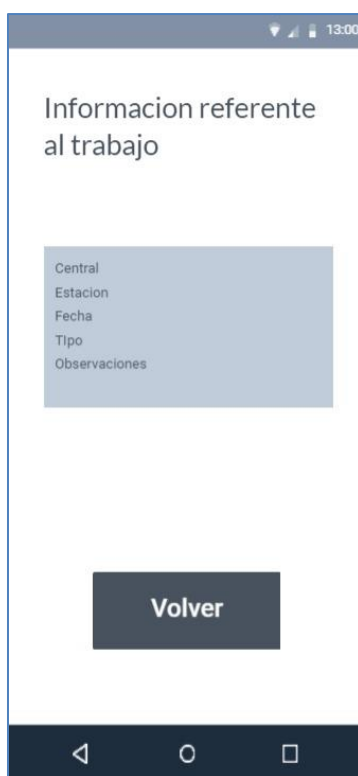 13:00
Informacion referente
al trabajo
Central
Estacion
Fecha
TIpo
Observaciones
Volver